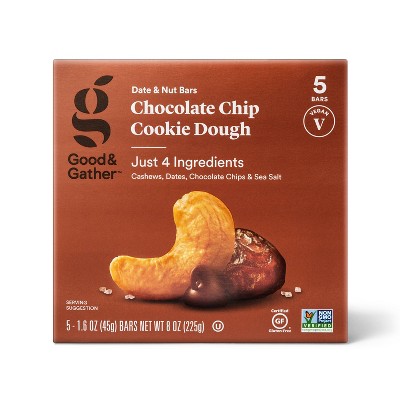 Date & Nut Bars
Chocolate Chip
Cookie Dough
5
BARS
VEGAN
V
g
Good &
Gather™
Just 4 Ingredients
Cashews, Dates, Chocolate Chips & Sea Salt
SERVING
SUGGESTION
5 - 1.6 OZ (45g) BARS NET WT 8 OZ (225g)
U
Certified
GF
Gluten-Free
NON
GMO
Project
VERIFIED